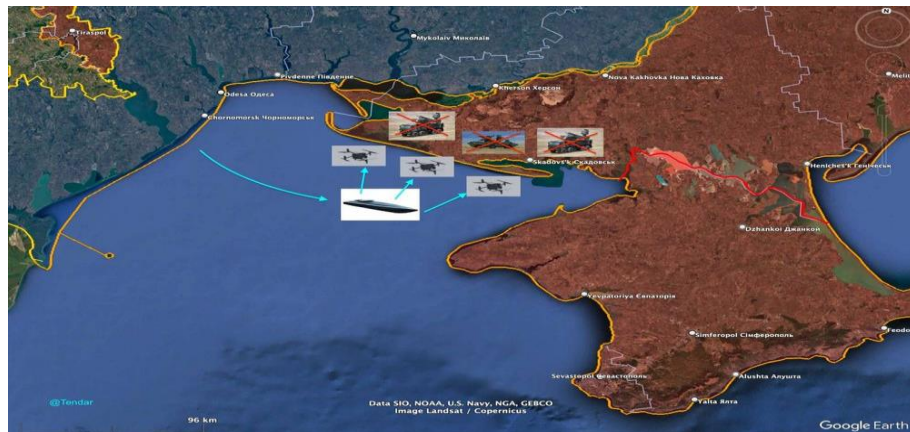 N
Tiraspol
Mykolaiv Миколаїв
Pivdenne Південне
Odesa Одеса
Chornomorsk Чорноморськ
Kherson Херсон
Nova Kakhovka Нова Каховка
Skadovs'k Скадовськ
Henichesk Генічеськ
Dzhankoi Джанкой
Yevpatoriya Євпаторія
Simferopol Сімферополь
Sevastopol Севастополь
Alushta Алушта
Yalta Ялта
@Tendar
96 km
Data SIO, NOAA, U.S. Navy, NGA, GEBCO
Image Landsat / Copernicus
Google Earth